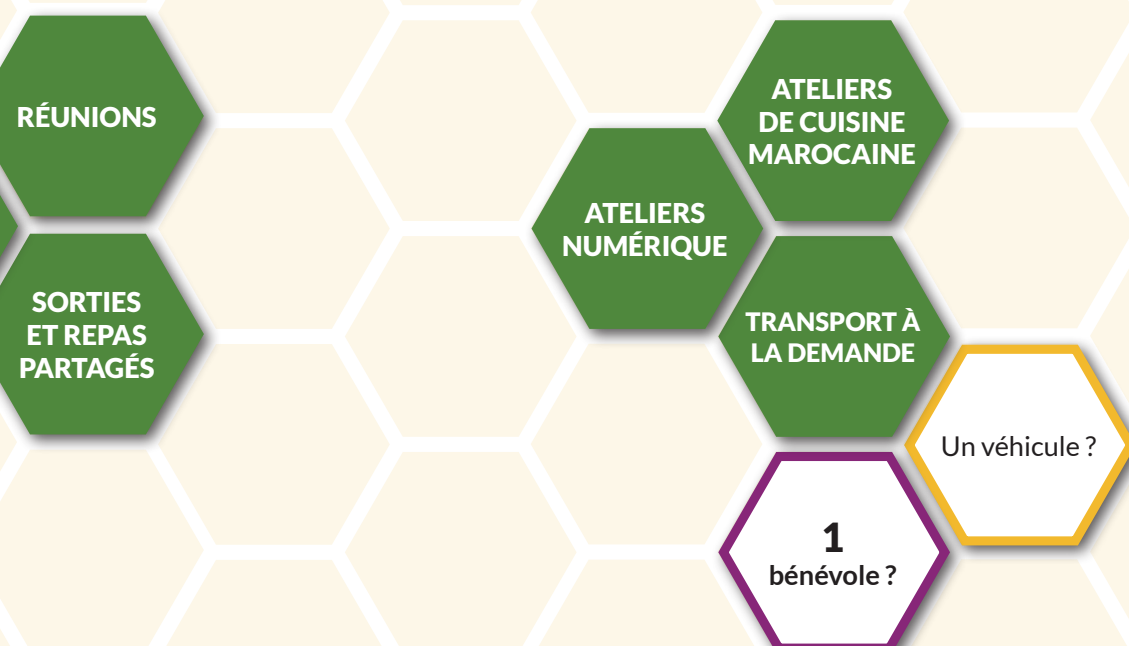 RÉUNIONS
SORTIES
ET REPAS
PARTAGÉS
ATELIERS
NUMÉRIQUE
ATELIERS
DE CUISINE
MAROCAINE
TRANSPORT À
LA DEMANDE
Un véhicule ?
1
bénévole ?